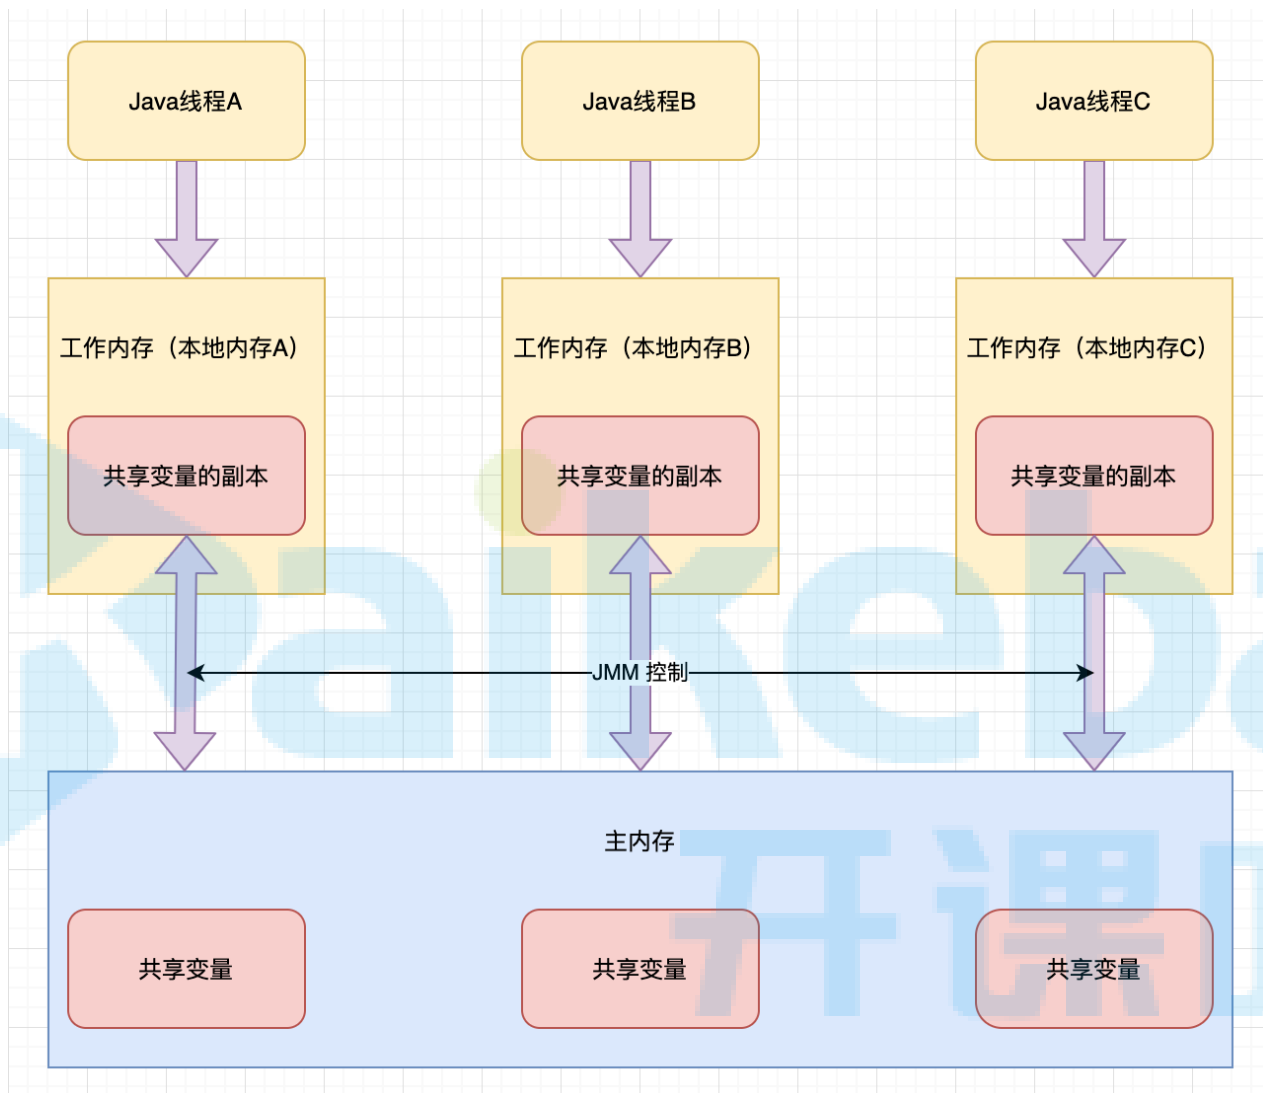 Java线程A
Java线程B
Java线程C
工作内存（本地内存A）
工作内存（本地内存B）
工作内存（本地内存C）
共享变量的副本
共享变量的副本
共享变量的副本
JMM 控制
主内存
共享变量
共享变量
共享变量
aikeb
开课